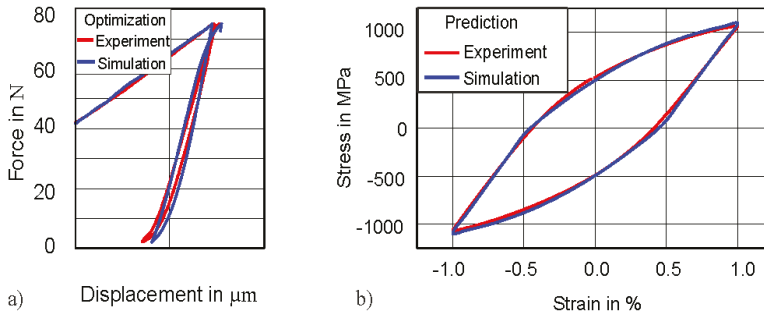 80
60
40
20
0
Force in N
Optimization
Experiment
Simulation
a)
Displacement in μm
1000
500
0
-500
-1000
Stress in MPa
Prediction
Experiment
Simulation
-1.0 -0.5 0.0 0.5 1.0
b)
Strain in %